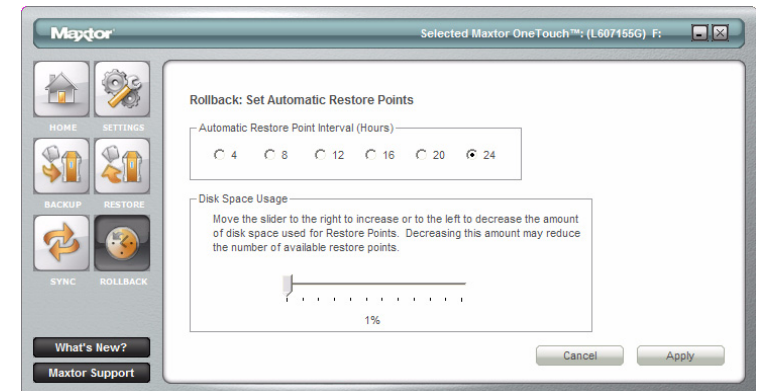 Maxtor
Selected Maxtor OneTouch™: (L607155G) F:
HOME
SETTINGS
BACKUP
RESTORE
SYNC
ROLLBACK
What's New?
Maxtor Support
Rollback: Set Automatic Restore Points
Automatic Restore Point Interval (Hours)
4 8 12 16 20 24
Disk Space Usage
Move the slider to the right to increase or to the left to decrease the amount
of disk space used for Restore Points. Decreasing this amount may reduce
the number of available restore points.
1%
Cancel
Apply